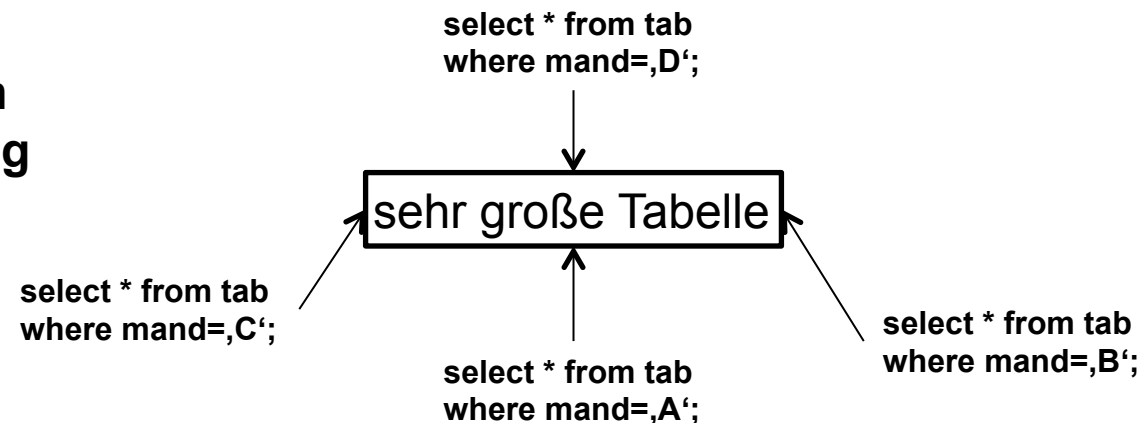 select * from tab
where mand=‚D‘;
n
g
sehr große Tabelle
select * from tab
where mand=‚C‘;
select * from tab
where mand=‚B‘;
select * from tab
where mand=‚A‘;